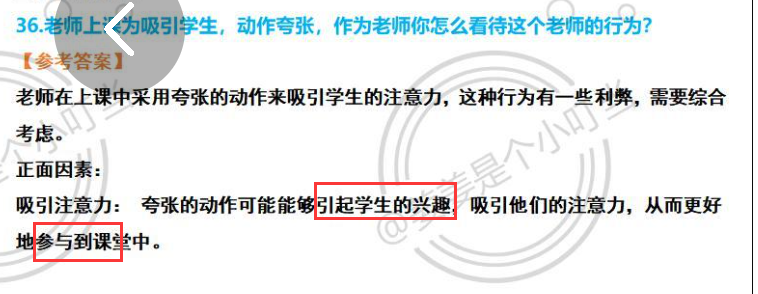 36.老师上课为吸引学生，动作夸张，作为老师你怎么看待这个老师的行为？
【参考答案】
老师在上课中采用夸张的动作来吸引学生的注意力，这种行为有一些利弊，需要综合
考虑。
正面因素：
吸引注意力： 夸张的动作可能能够引起学生的兴趣，吸引他们的注意力，从而更好
地参与到课堂中。
是个小叮当